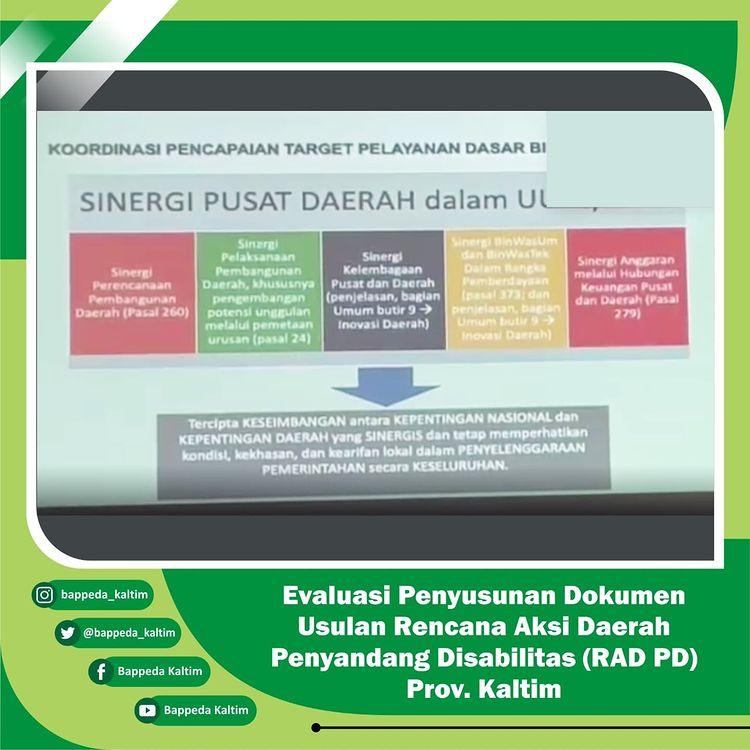 KOORDINASI PENCAPAIAN TARGET PELAYANAN DASAR
SINERGI PUSAT DAERAH dalam
Sinergi
Perencanaan
Pembangunan
Daerah (Pasal 260)
Sinergi
Pelaksanaan
Pembangunan
Daerah, khususnya
pengembangan
potensi unggulan
melalui pemetaan
urusan (pasal 24)
Sinergi
Kelembagaan
Pusat dan Daerah
(penjelasan, bagian
Umum butir 9 →
Inovasi Daerah)
Sinergi BinWasUm
dan BinWasTek
Dalam Rangka
Pemberdayaan
(pasal 373; dan
penjelasan, bagian
Umum butir 9 →
Inovasi Daerah)
Sinergi Anggaran
melalui Hubungan
Keuangan Pusat
dan Daerah (Pasal
279)
Tercipta KESEIMBANGAN antara KEPENTINGAN NASIONAL dan
KEPENTINGAN DAERAH yang SINERGIS dan tetap memperhatikan
kondisi, kekhasan, dan kearifan lokal dalam PENYELENGGARAAN
PEMERINTAHAN secara KESELURUHAN.
bappeda_kaltim
@bappeda_kaltim
Bappeda Kaltim
Bappeda Kaltim
Evaluasi Penyusunan Dokumen
Usulan Rencana Aksi Daerah
Penyandang Disabilitas (RAD PD)
Prov. Kaltim